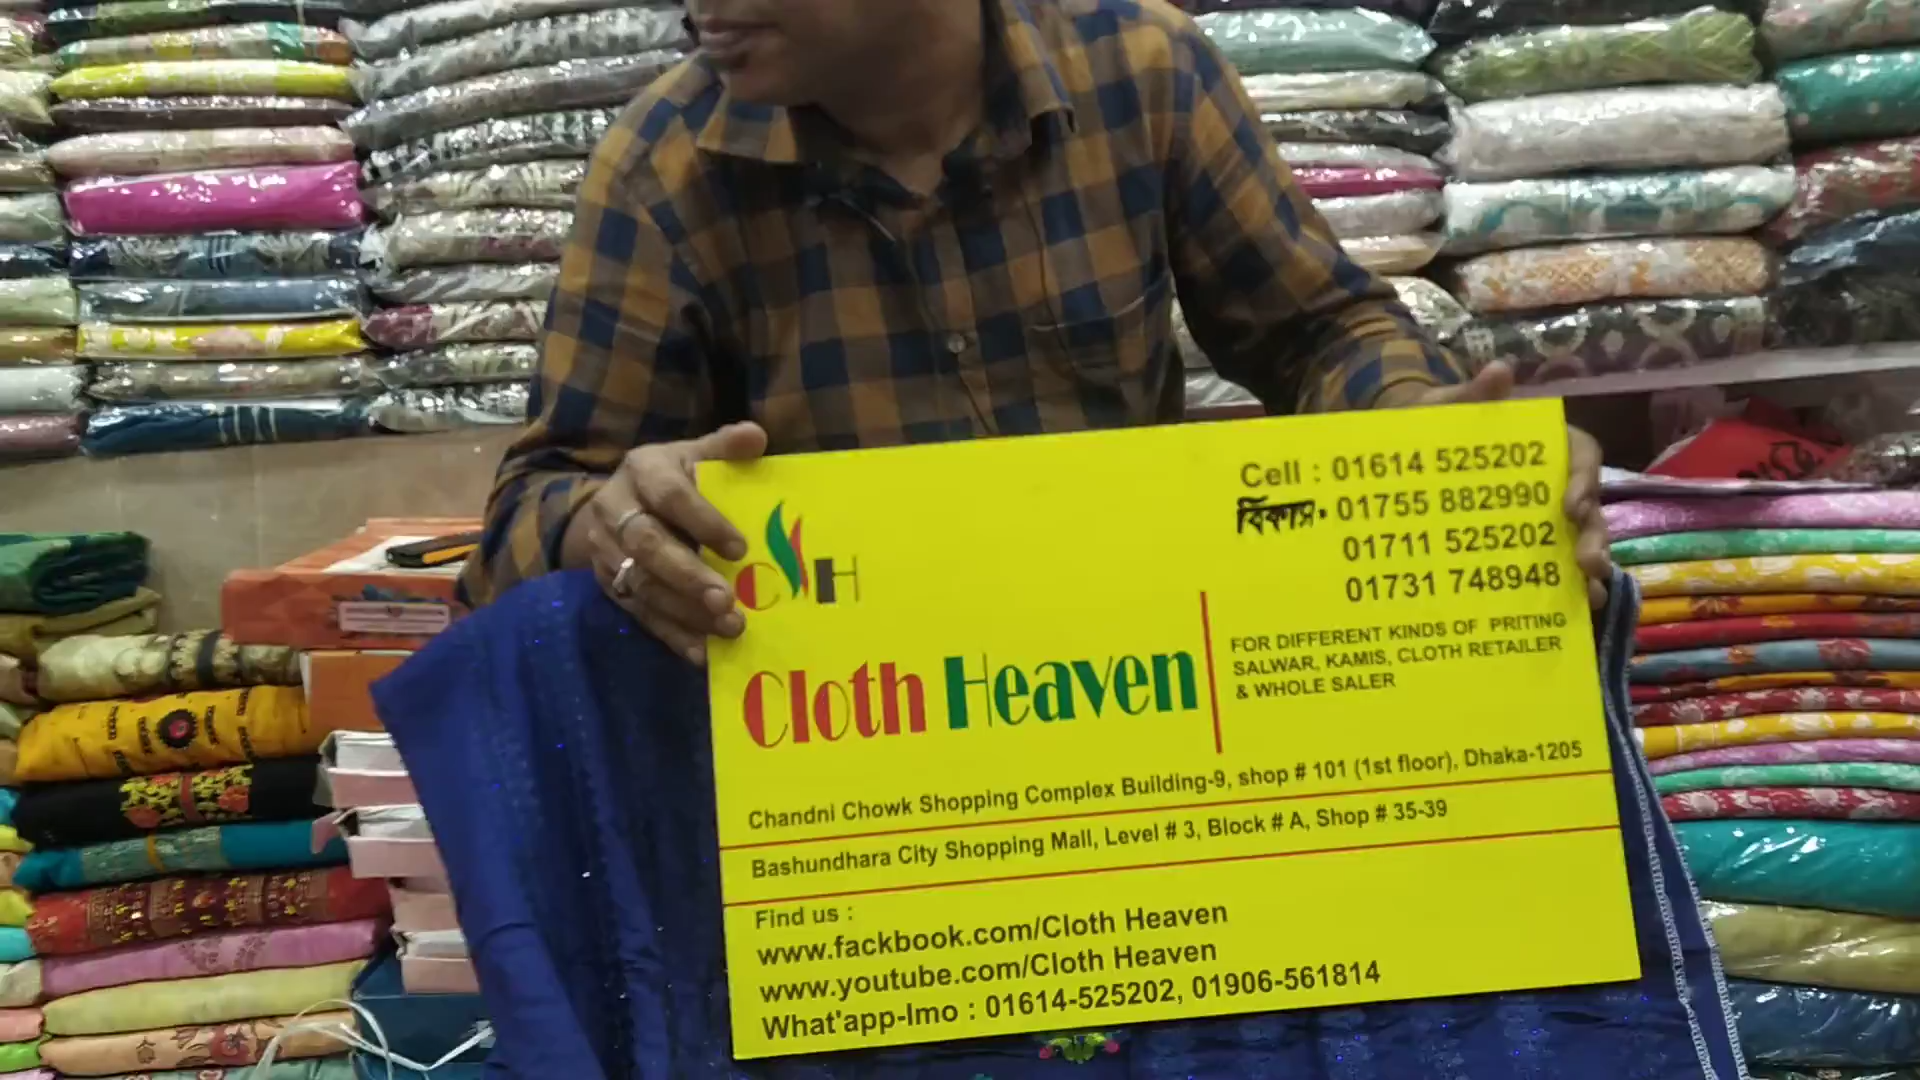 CH
Cell : 01614 525202
বিকাশ. 01755 882990
01711 525202
01731 748948
Cloth Heaven
FOR DIFFERENT KINDS OF PRITING
SALWAR, KAMIS, CLOTH RETAILER
& WHOLE SALER
Chandni Chowk Shopping Complex Building-9, shop # 101 (1st floor), Dhaka-1205
Bashundhara City Shopping Mall, Level # 3, Block # A, Shop # 35-39
Find us :
www.fackbook.com/Cloth Heaven
www.youtube.com/Cloth Heaven
What'app-Imo : 01614-525202, 01906-561814